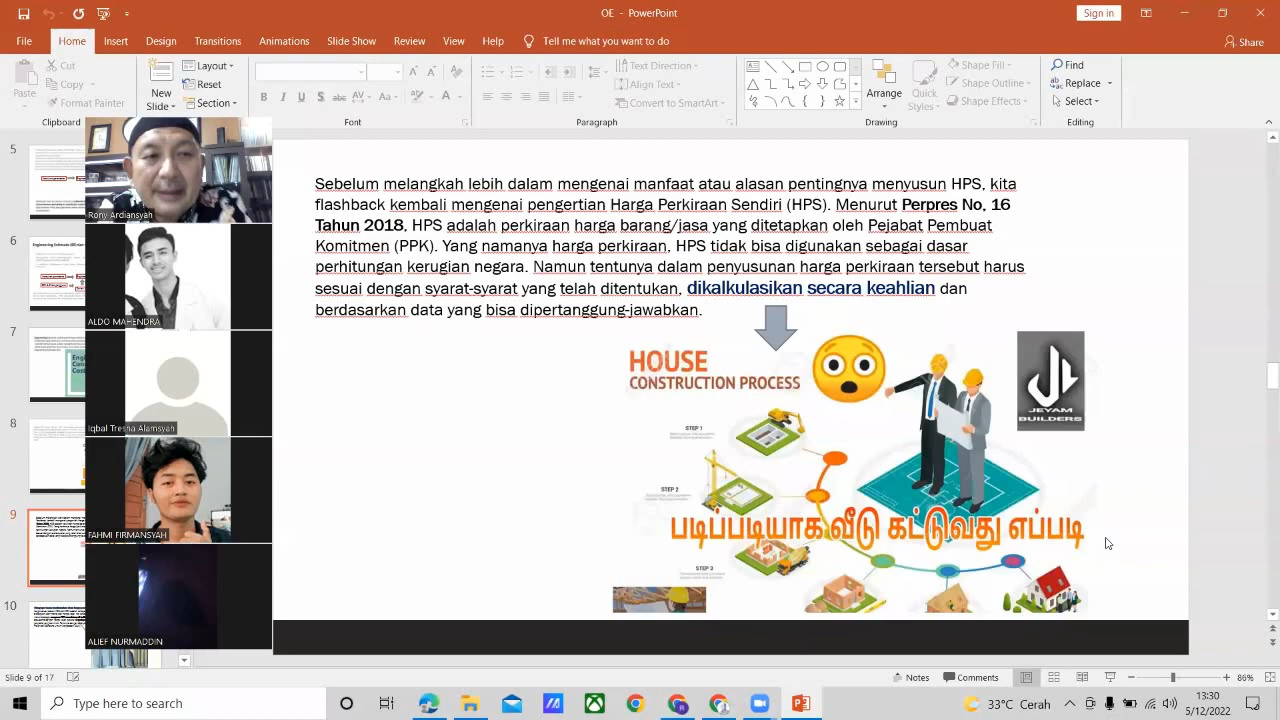 OE - PowerPoint
Sign in
File Home Insert Design Transitions Animations Slide Show Review View Help Tell me what you want to do
Share
Paste
Cut
Copy
Format Painter
Clipboard
New Slide
Layout
Reset
Section
Font
Paragraph
Text Direction
Align Text
Convert to SmartArt
Arrange
Quick Styles
Shape Fill
Shape Outline
Shape Effects
Drawing
Find
Replace
Select
Editing
Rony Ardiansyah
ALDO MAHENDRA
Iqbal Tresna Alamsyah
FAHMI FIRMANSYAH
ALIEF NURMADDIN
Sebelum melangkah lebih dalam mengenai manfaat atau alasan pentingnya menyusun HPS, kita
flashback kembali mengenai pengertian Harga Perkiraan Sendiri (HPS). Menurut Perpres No. 16
Tahun 2018, HPS adalah perkiraan harga barang/jasa yang ditetapkan oleh Pejabat Pembuat
Komitmen (PPK). Yang namanya harga perkiraan, HPS tidak bisa digunakan sebagai dasar
perhitungan kerugian negara. Namun tentunya dalam penyusunan harga perkiraan tersebut harus
sesuai dengan syarat-syarat yang telah ditentukan, dikalkulasikan secara keahlian dan
berdasarkan data yang bisa dipertanggung-jawabkan.
HOUSE
CONSTRUCTION PROCESS
JEYAM
BUILDERS
STEP 1
STEP 2
படிப்படியாக வீடு கட்டுவது எப்படி
STEP 3
Slide 9 of 17
Notes
Comments
86%
Type here to search
33°C Cerah
13:30
5/12/2022